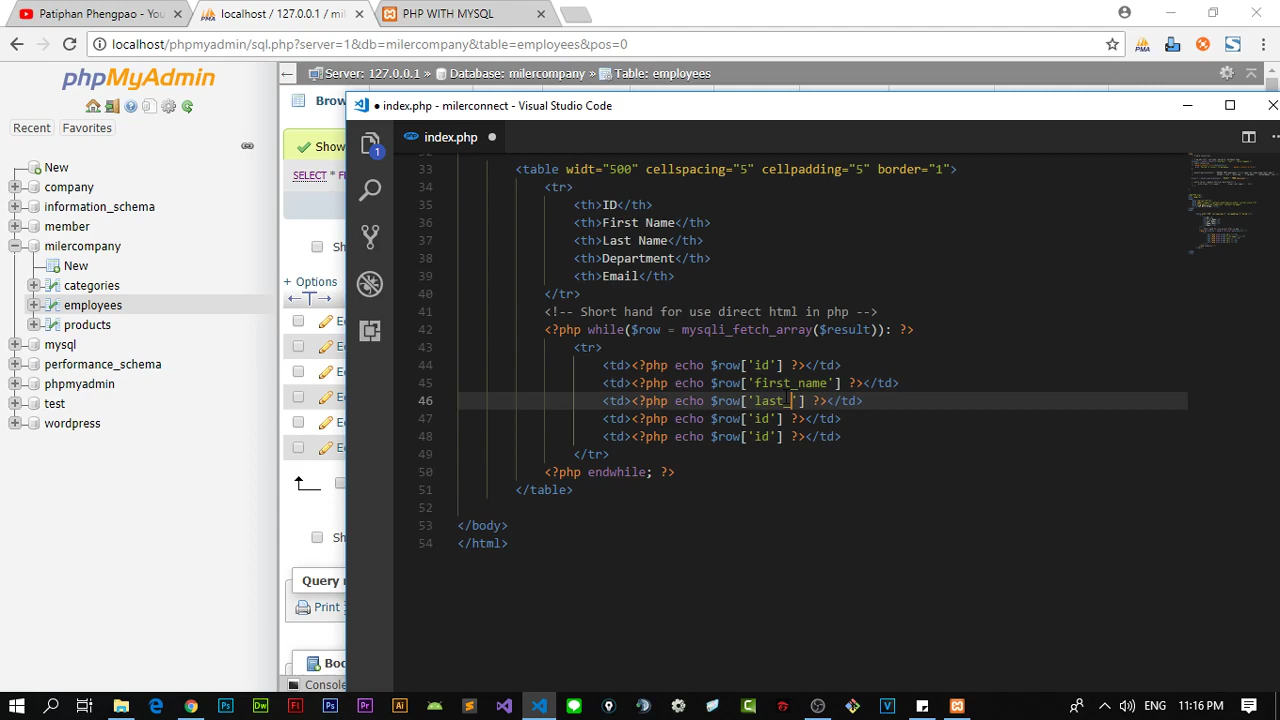 Patiphan Phengpao - You
localhost / 127.0.0.1 / mil
PHP WITH MYSQL
localhost/phpmyadmin/sql.php?server=1&db=milercompany&table=employees&pos=0
phpMyAdmin
Server: 127.0.0.1 » Database: milercompany » Table: employees
Recent
Favorites
New
company
information_schema
member
milercompany
New
categories
employees
products
mysql
performance_schema
phpmyadmin
test
wordpress
Brow
Show
SELECT * F
Sh
+ Options
Ed
Sh
Query r
Print
Boo
Console
● index.php - milerconnect - Visual Studio Code
1
index.php
33 <table widt="500" cellspacing="5" cellpadding="5" border="1">
34 <tr>
35 <th>ID</th>
36 <th>First Name</th>
37 <th>Last Name</th>
38 <th>Department</th>
39 <th>Email</th>
40 </tr>
41 <!-- Short hand for use direct html in php -->
42 <?php while($row = mysqli_fetch_array($result)): ?>
43 <tr>
44 <td><?php echo $row['id'] ?></td>
45 <td><?php echo $row['first_name'] ?></td>
46 <td><?php echo $row['last_'] ?></td>
47 <td><?php echo $row['id'] ?></td>
48 <td><?php echo $row['id'] ?></td>
49 </tr>
50 <?php endwhile; ?>
51 </table>
52
53 </body>
54 </html>
ENG 11:16 PM